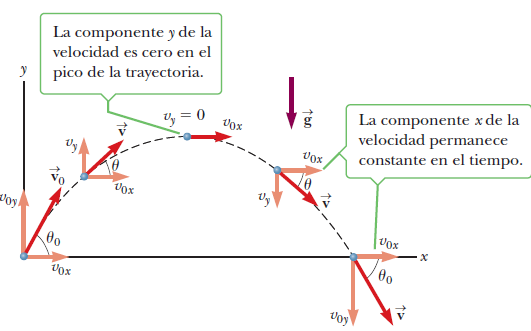 La componente y de la
velocidad es cero en el
pico de la trayectoria.
y
v⃗
v_y = 0
v_0x
g⃗
La componente x de la
velocidad permanece
constante en el tiempo.
v_y
θ
v_0x
v_0x
θ
v_y
v⃗
v⃗_0
v_0y
θ_0
v_0x
v_0x
x
θ_0
v_0y
v⃗